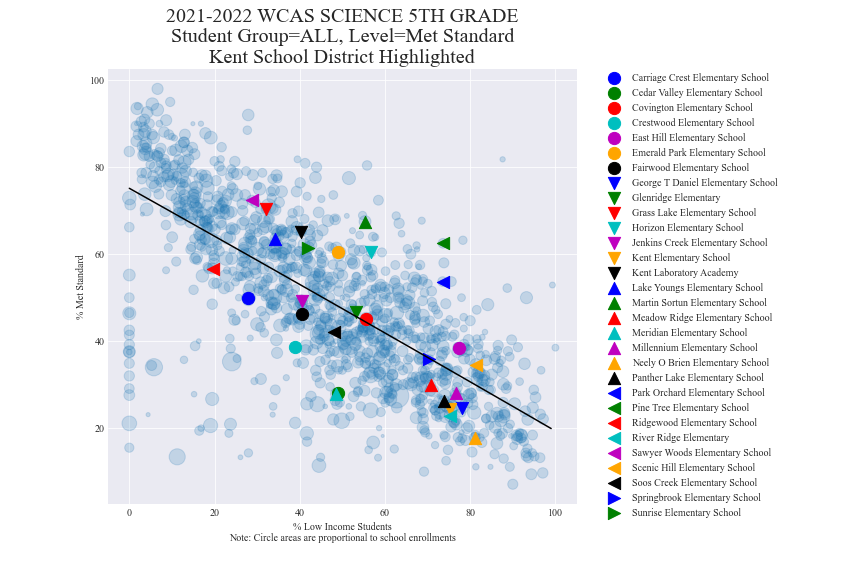 2021-2022 WCAS SCIENCE 5TH GRADE
Student Group=ALL, Level=Met Standard
Kent School District Highlighted
100
80
60
40
20
% Met Standard
0
20
40
60
80
100
% Low Income Students
Note: Circle areas are proportional to school enrollments
Carriage Crest Elementary School
Cedar Valley Elementary School
Covington Elementary School
Crestwood Elementary School
East Hill Elementary School
Emerald Park Elementary School
Fairwood Elementary School
George T Daniel Elementary School
Glenridge Elementary
Grass Lake Elementary School
Horizon Elementary School
Jenkins Creek Elementary School
Kent Elementary School
Kent Laboratory Academy
Lake Youngs Elementary School
Martin Sortun Elementary School
Meadow Ridge Elementary School
Meridian Elementary School
Millennium Elementary School
Neely O Brien Elementary School
Panther Lake Elementary School
Park Orchard Elementary School
Pine Tree Elementary School
Ridgewood Elementary School
River Ridge Elementary
Sawyer Woods Elementary School
Scenic Hill Elementary School
Soos Creek Elementary School
Springbrook Elementary School
Sunrise Elementary School